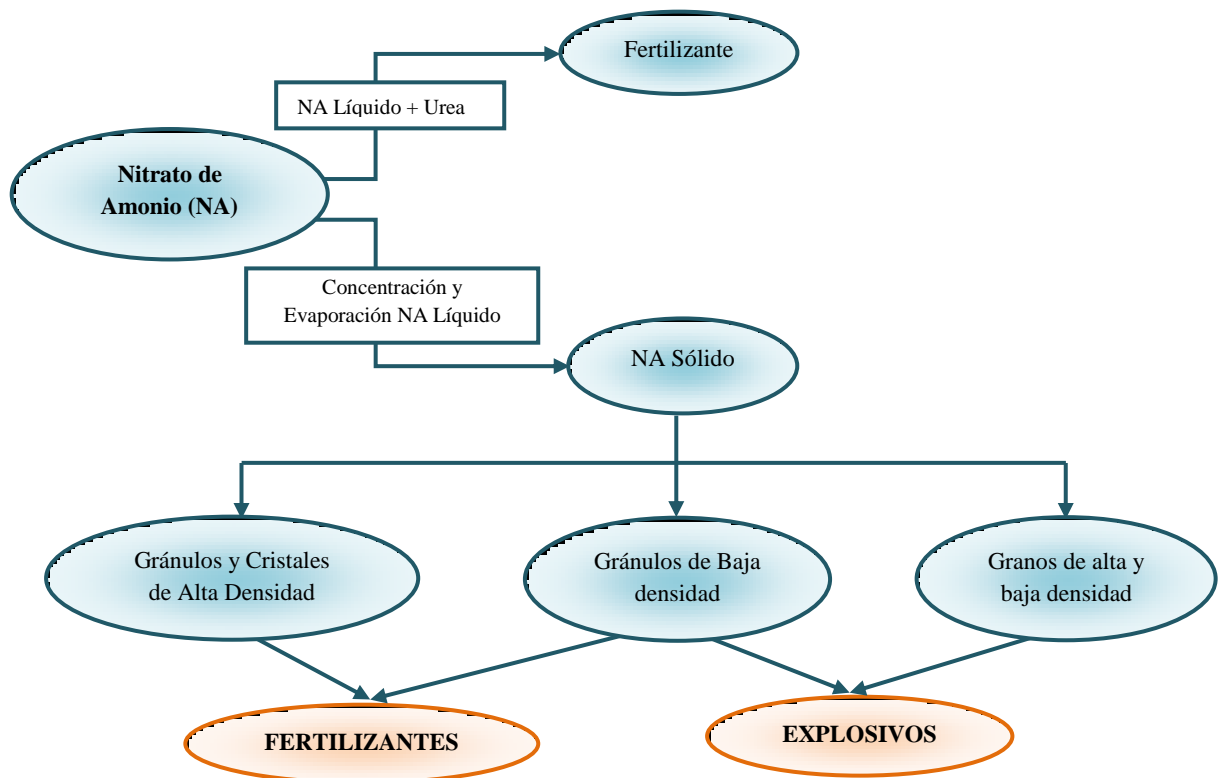 Fertilizante
NA Líquido + Urea
Nitrato de
Amonio (NA)
Concentración y
Evaporación NA Líquido
NA Sólido
Gránulos y Cristales
de Alta Densidad
Gránulos de Baja
densidad
Granos de alta y
baja densidad
FERTILIZANTES
EXPLOSIVOS